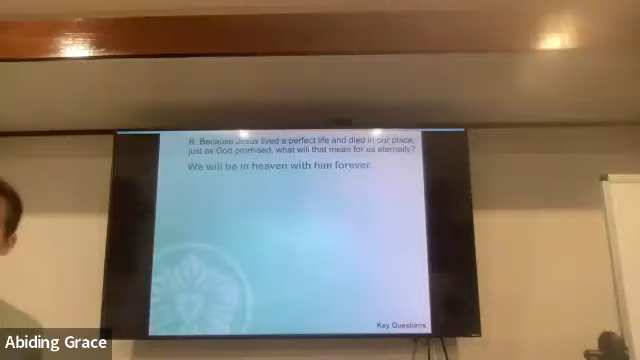 8. Because Jesus lived a perfect life and died in our place,
just as God promised, what will that mean for us eternally?
We will be in heaven with him forever.
Key Questions
Abiding Grace